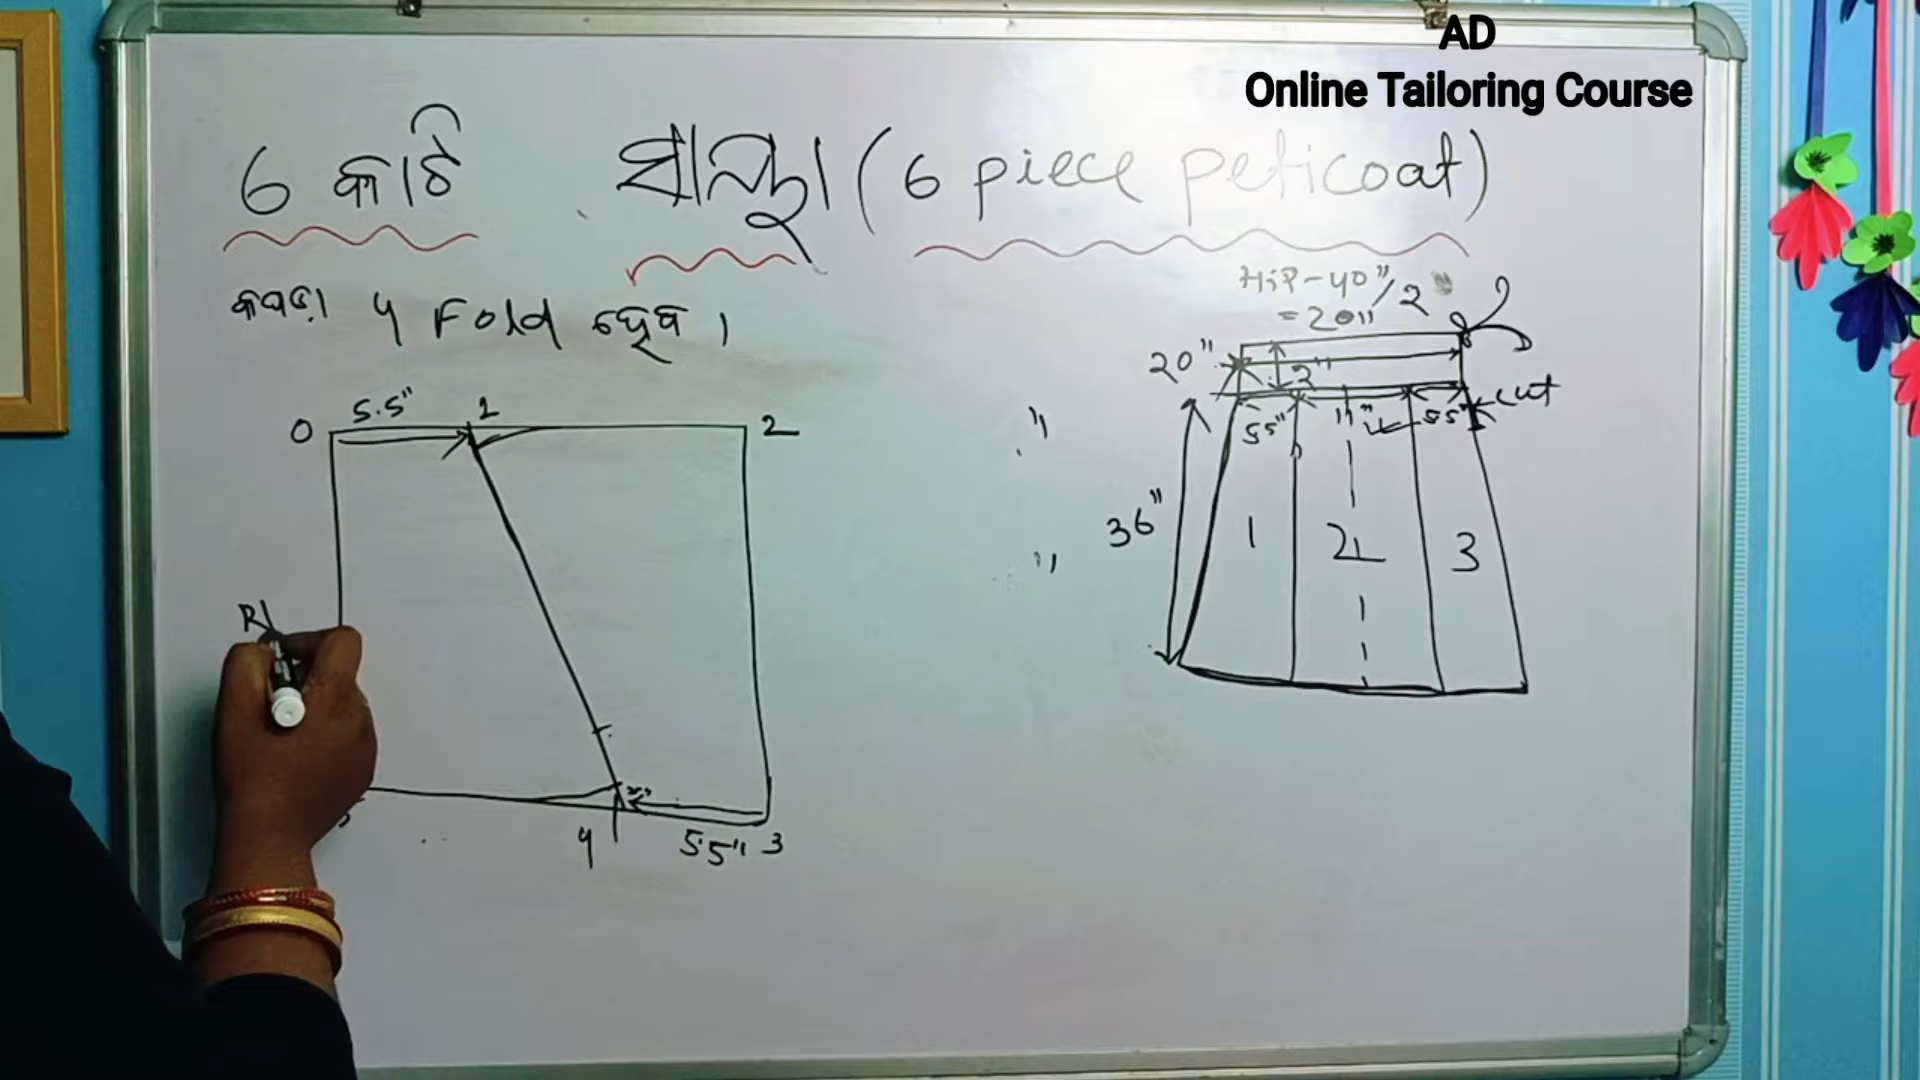 AD
Online Tailoring Course
6 କାଠି ସାୟା (6 piece peticoat)
କପଡ଼ା 4 Fold ହେବ ।
HiP-40"/2
= 20"
20"
2"
cut
5.5" 11" 5.5"
36"
1 2 3
5.5"
0 1 2
R
4 5.5" 3